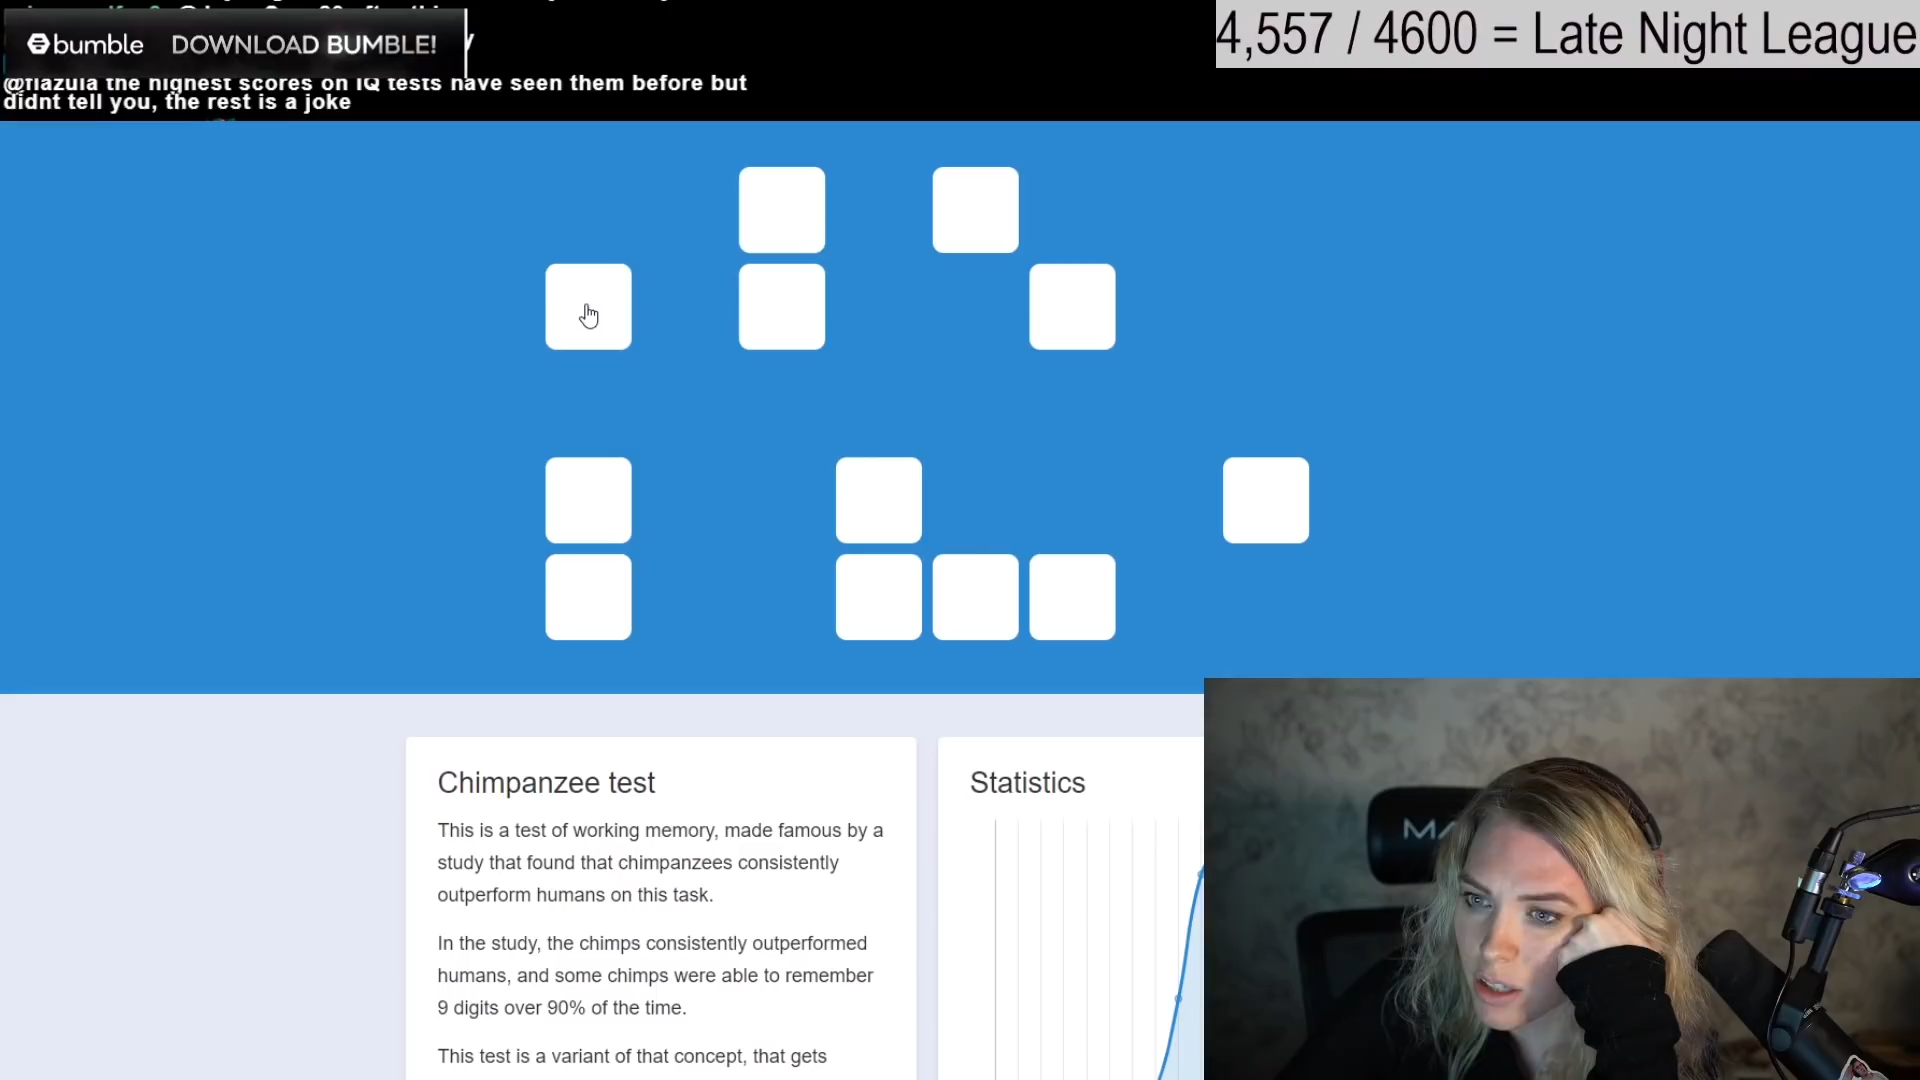 bumble DOWNLOAD BUMBLE!
4,557 / 4600 = Late Night League
@flazula the highest scores on IQ tests have seen them before but
didnt tell you, the rest is a joke
Chimpanzee test
This is a test of working memory, made famous by a
study that found that chimpanzees consistently
outperform humans on this task.
In the study, the chimps consistently outperformed
humans, and some chimps were able to remember
9 digits over 90% of the time.
This test is a variant of that concept, that gets
Statistics